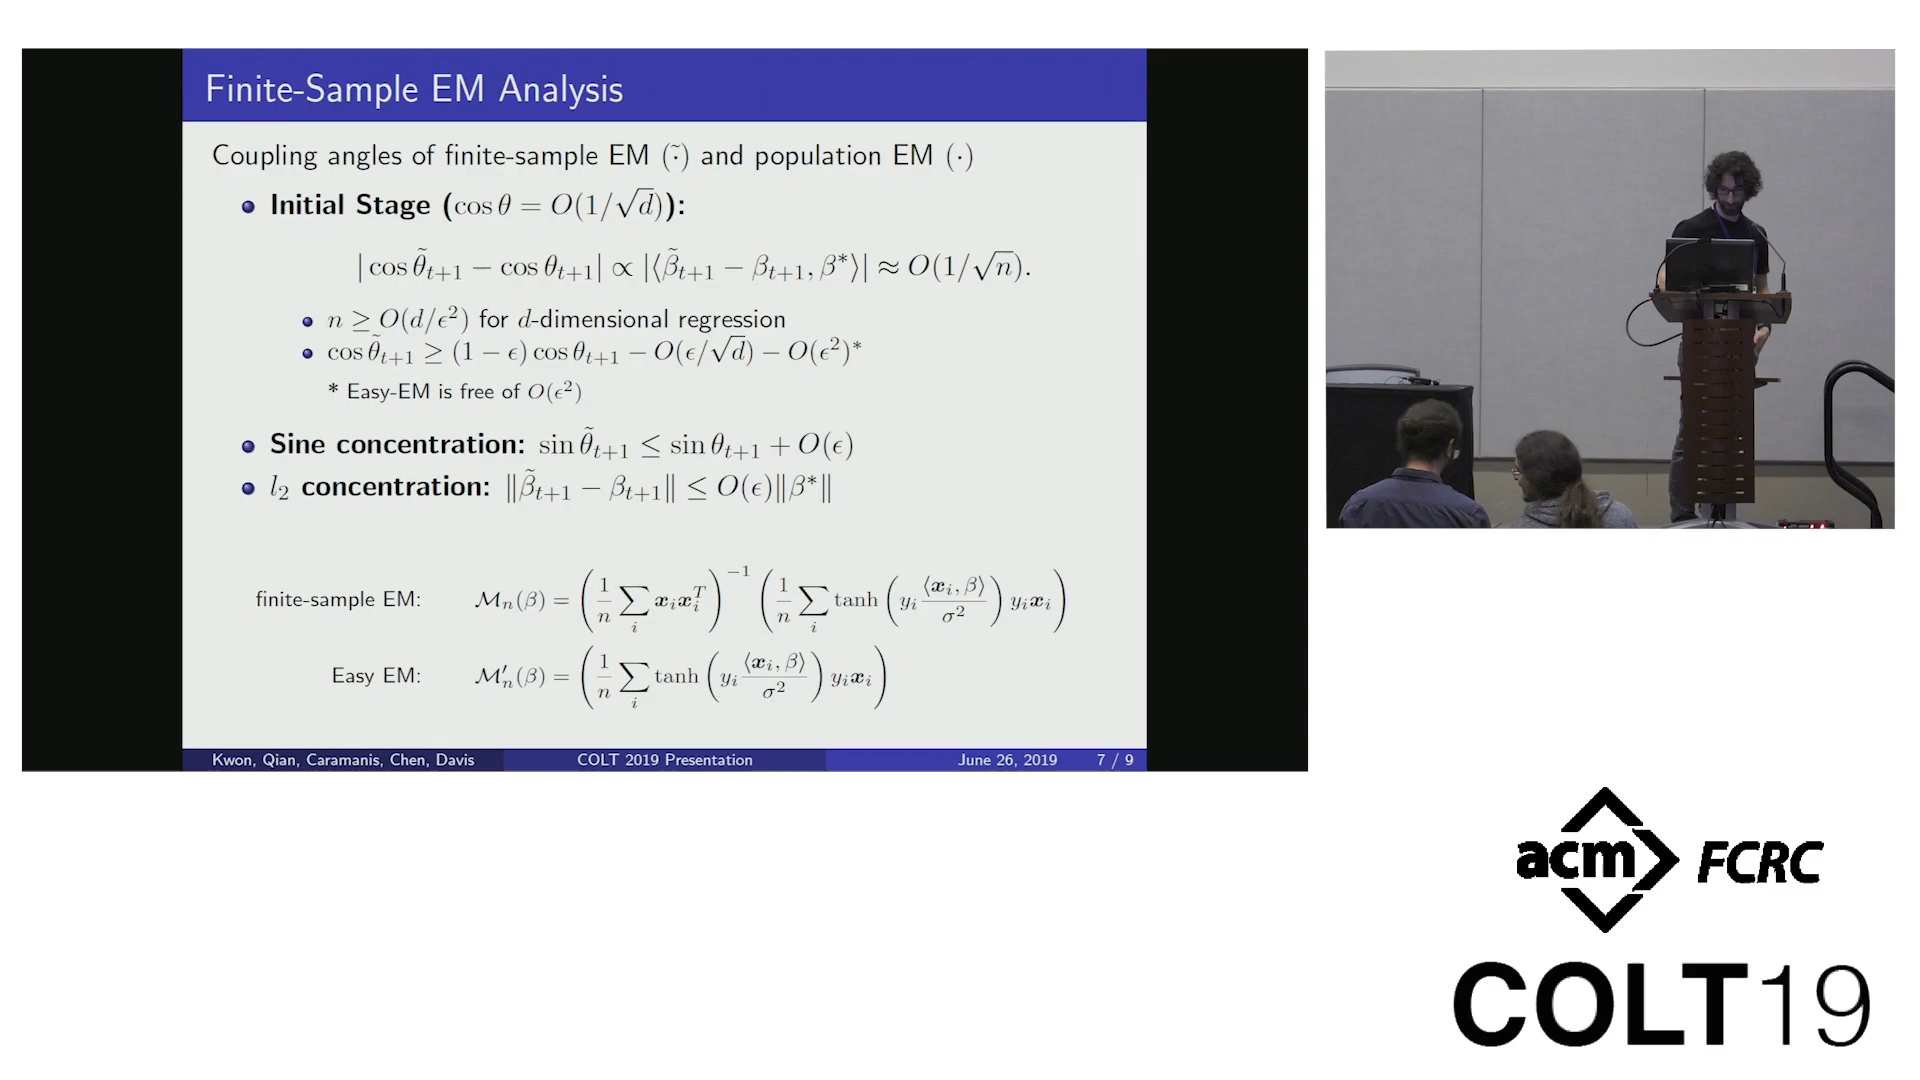 Finite-Sample EM Analysis
Coupling angles of finite-sample EM (·̃) and population EM (·)
Initial Stage (cos θ = O(1/√d)):
|cos θ̃ₜ₊₁ − cos θₜ₊₁| ∝ |⟨β̃ₜ₊₁ − βₜ₊₁, β*⟩| ≈ O(1/√n).
n ≥ O(d/ϵ²) for d-dimensional regression
cos θ̃ₜ₊₁ ≥ (1 − ϵ) cos θₜ₊₁ − O(ϵ/√d) − O(ϵ²)*
* Easy-EM is free of O(ϵ²)
Sine concentration: sin θ̃ₜ₊₁ ≤ sin θₜ₊₁ + O(ϵ)
l₂ concentration: ‖β̃ₜ₊₁ − βₜ₊₁‖ ≤ O(ϵ)‖β*‖
finite-sample EM: ℳₙ(β) = (1/n ∑ᵢ 𝒙ᵢ𝒙ᵢᵀ)⁻¹ (1/n ∑ᵢ tanh (yᵢ ⟨𝒙ᵢ, β⟩/σ²) yᵢ𝒙ᵢ)
Easy EM: ℳ′ₙ(β) = (1/n ∑ᵢ tanh (yᵢ ⟨𝒙ᵢ, β⟩/σ²) yᵢ𝒙ᵢ)
Kwon, Qian, Caramanis, Chen, Davis COLT 2019 Presentation June 26, 2019 7 / 9
acm FCRC
COLT19